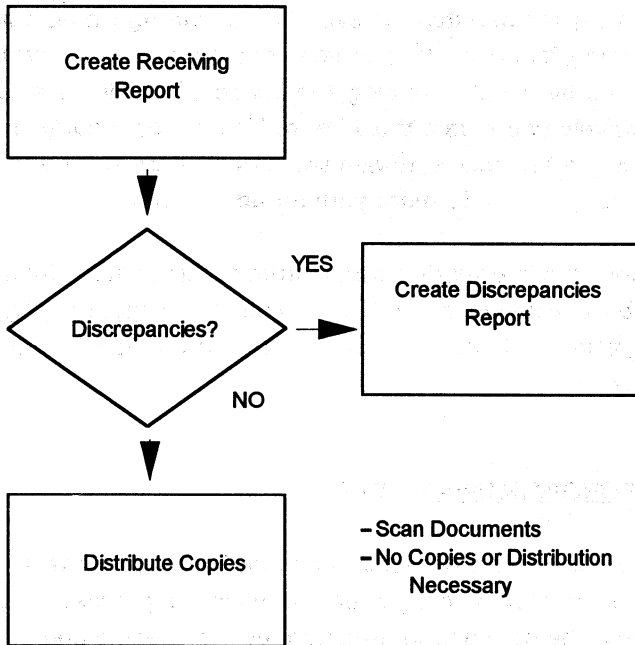 Create Receiving
Report
YES
Create Discrepancies
Report
Discrepancies?
NO
Distribute Copies
– Scan Documents
– No Copies or Distribution
Necessary